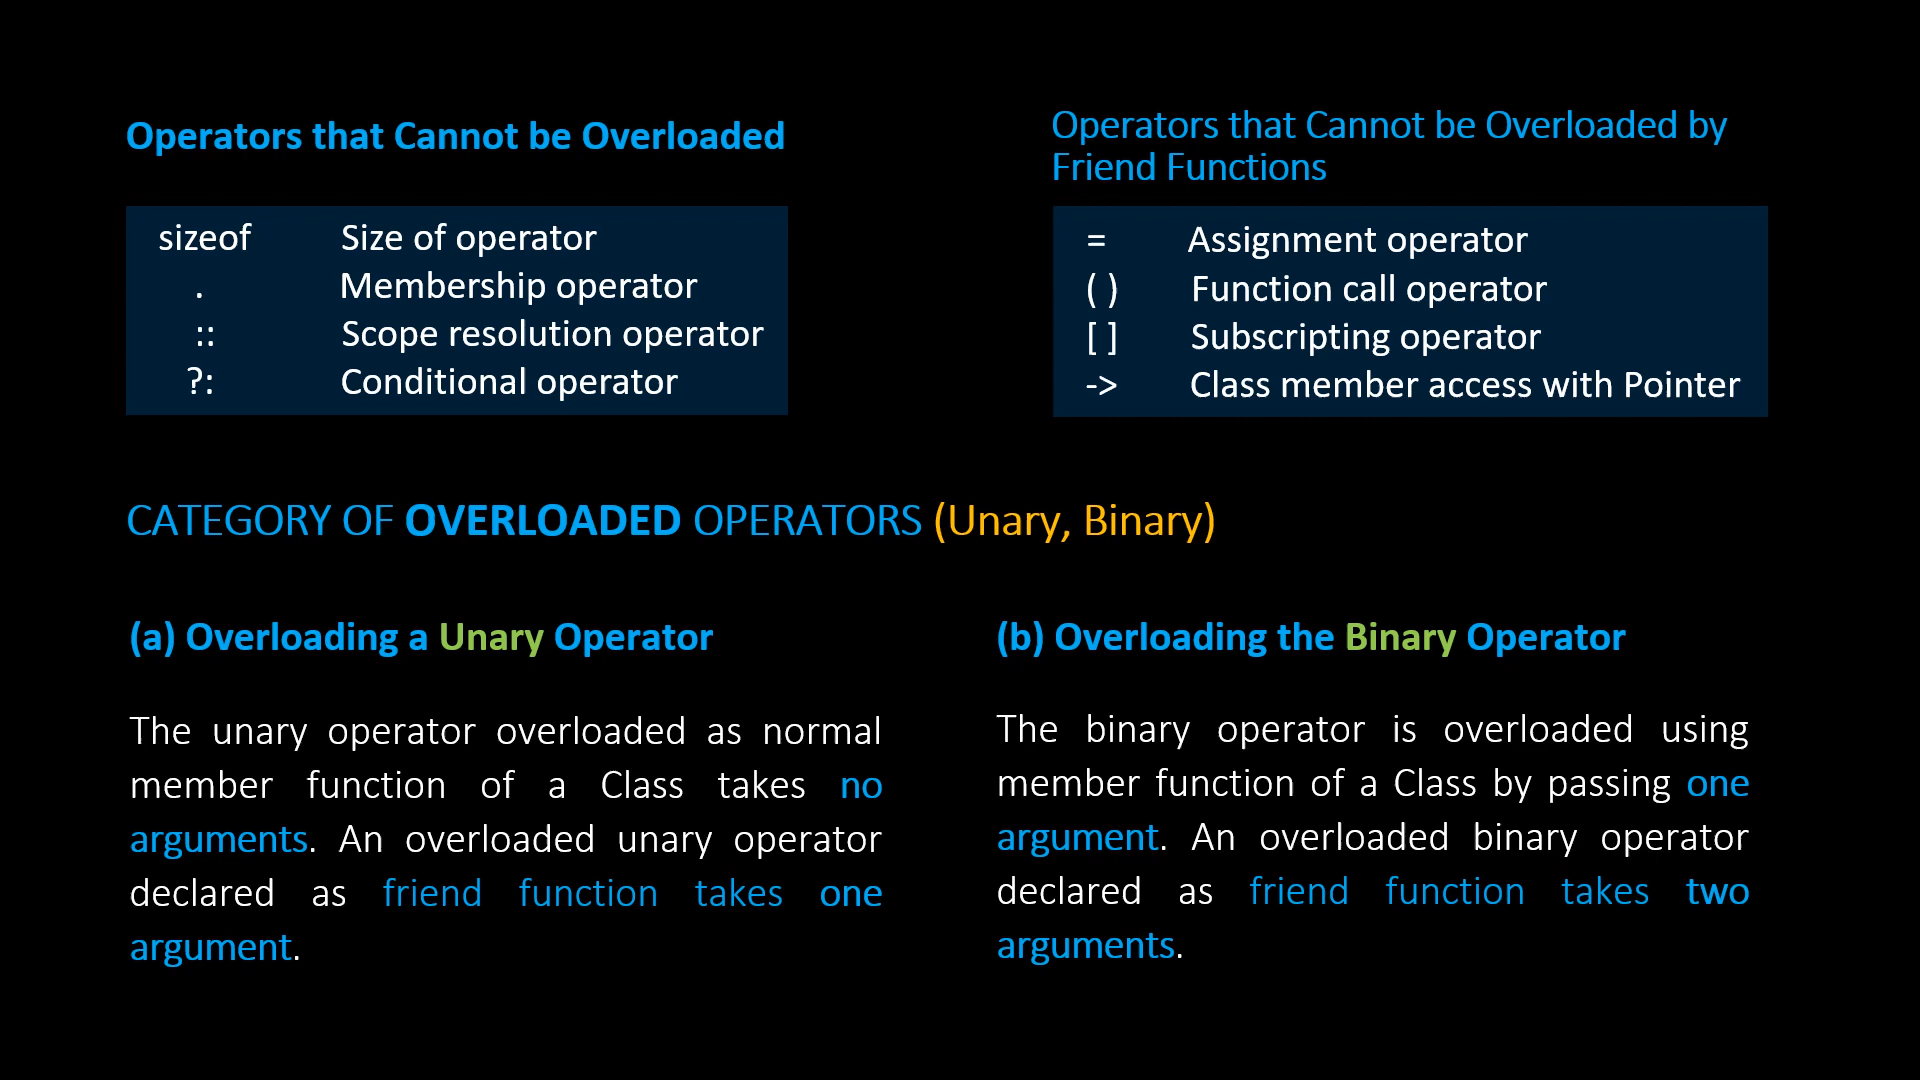 Operators that Cannot be Overloaded
sizeof Size of operator
. Membership operator
:: Scope resolution operator
?: Conditional operator
Operators that Cannot be Overloaded by
Friend Functions
= Assignment operator
( ) Function call operator
[ ] Subscripting operator
-> Class member access with Pointer
CATEGORY OF OVERLOADED OPERATORS (Unary, Binary)
(a) Overloading a Unary Operator
The unary operator overloaded as normal
member function of a Class takes no
arguments. An overloaded unary operator
declared as friend function takes one
argument.
(b) Overloading the Binary Operator
The binary operator is overloaded using
member function of a Class by passing one
argument. An overloaded binary operator
declared as friend function takes two
arguments.